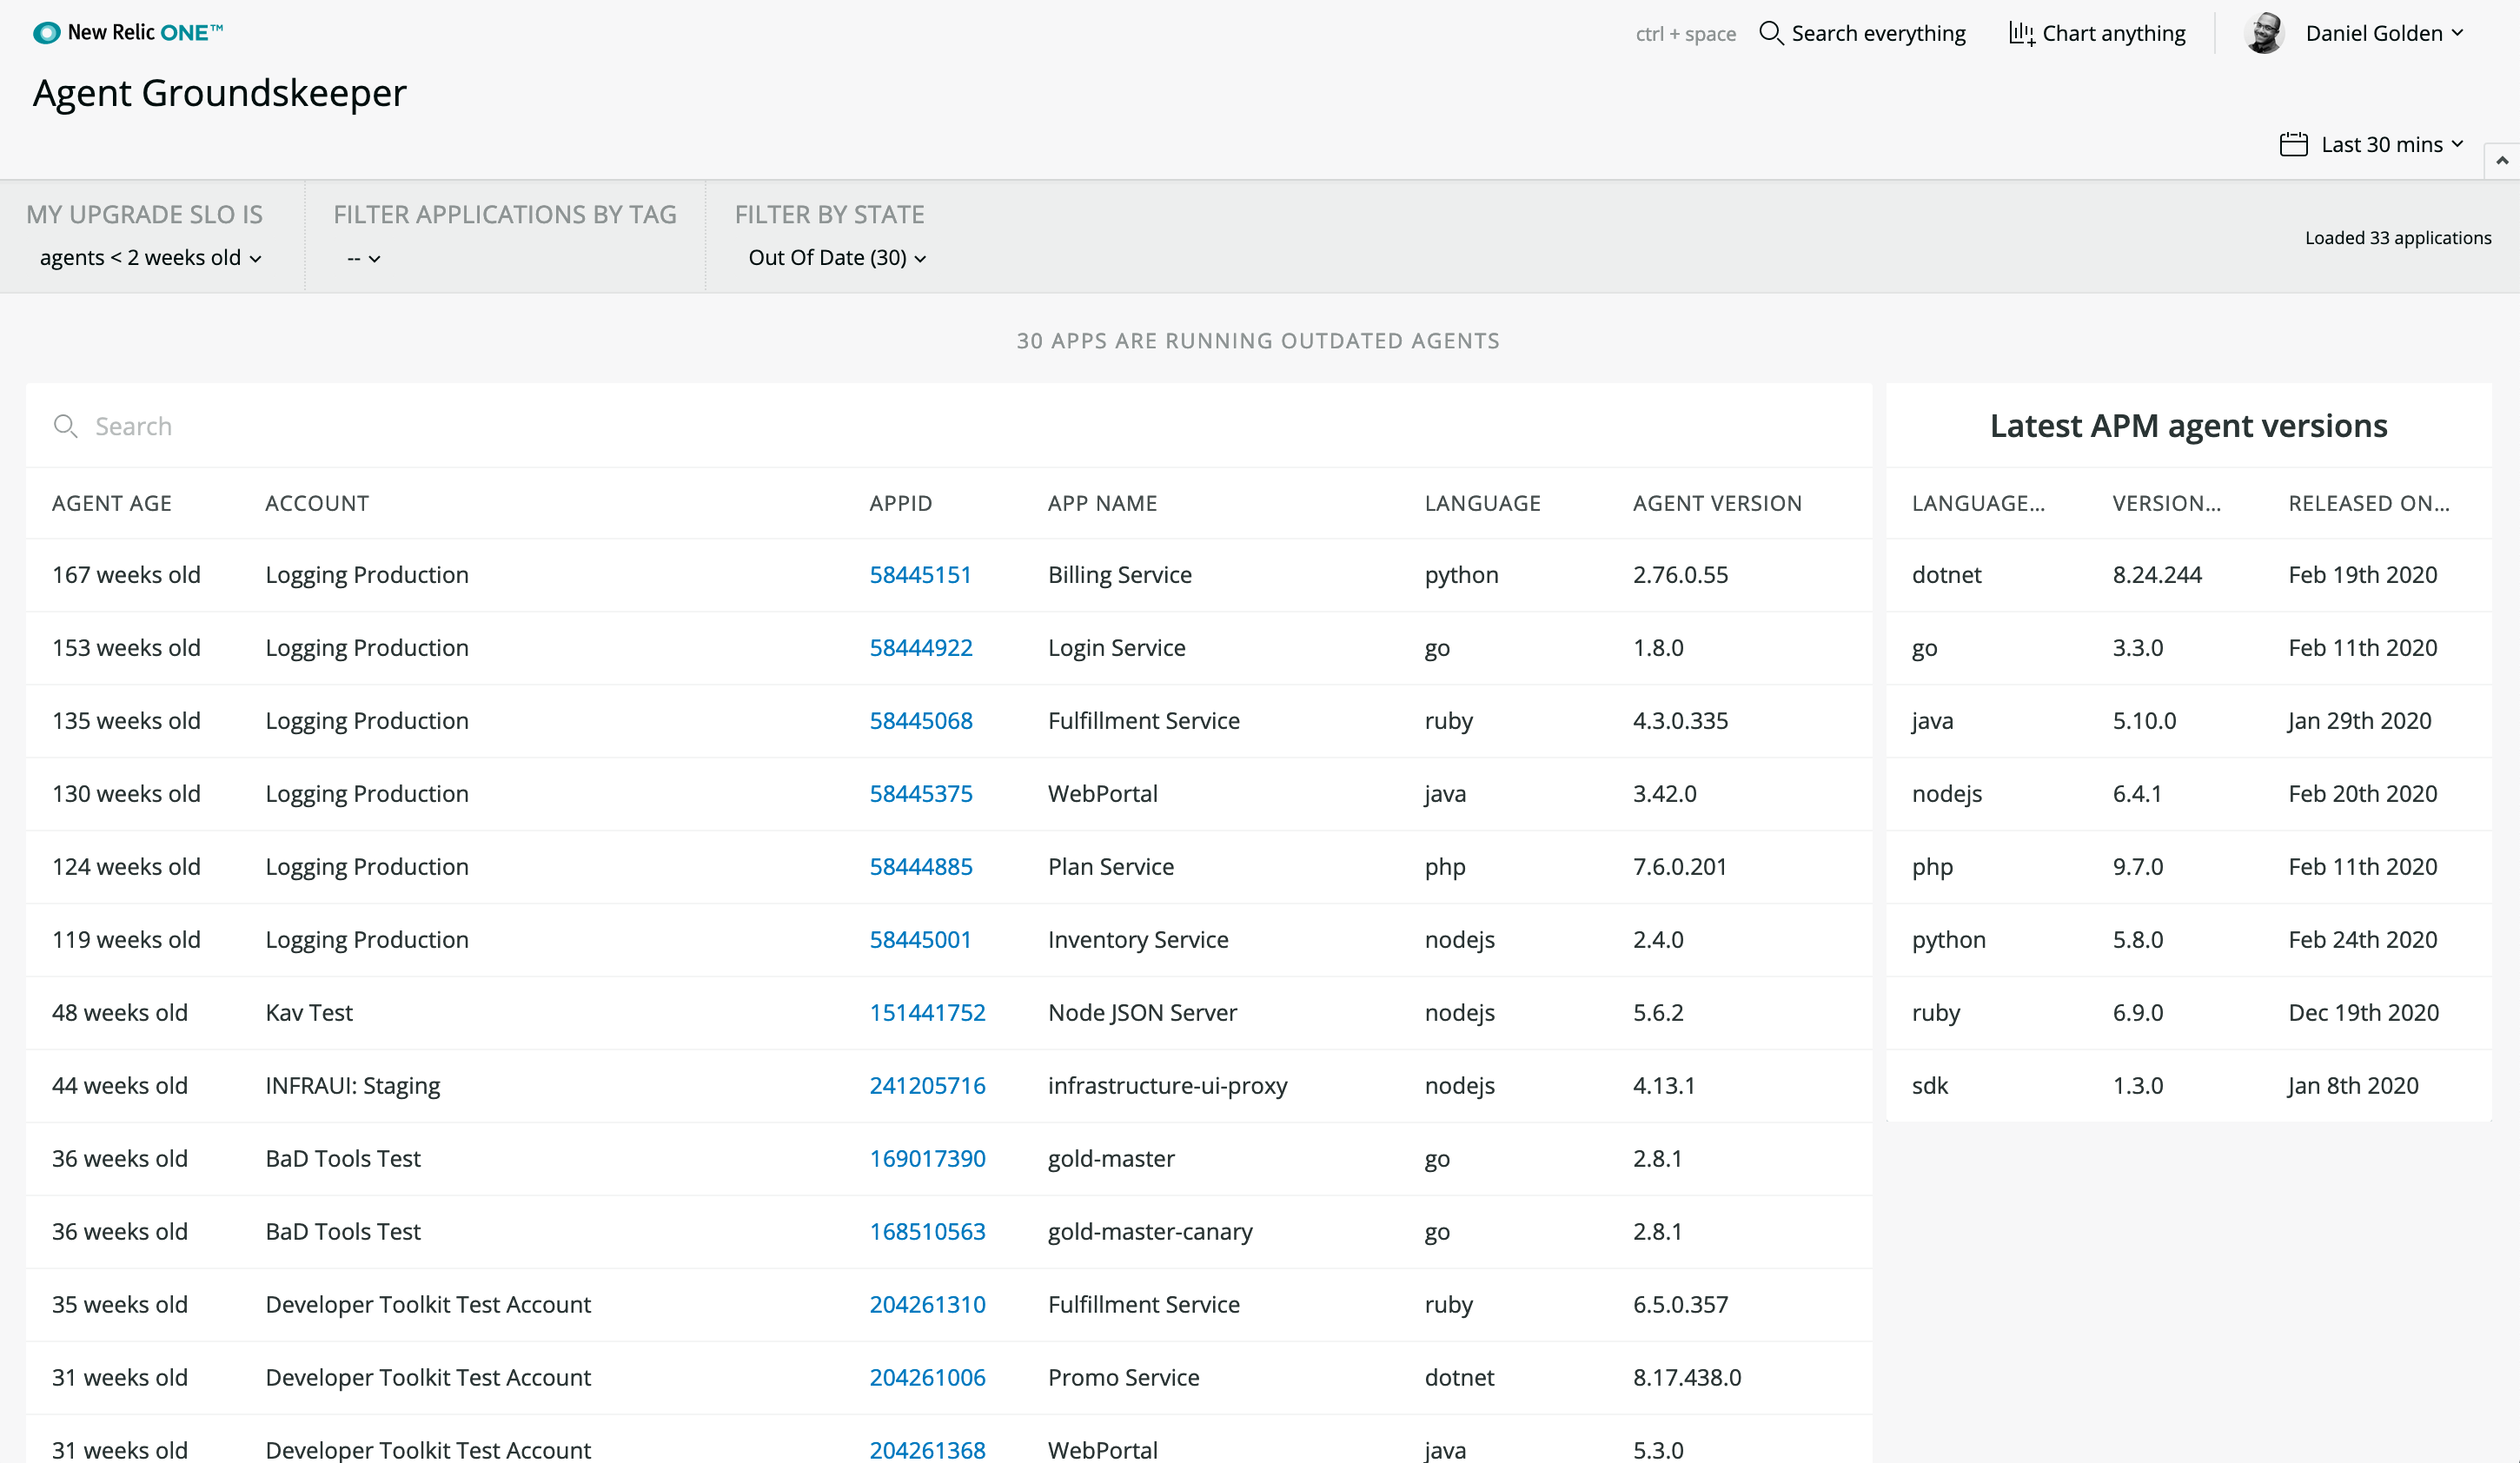 New Relic ONE™
ctrl + space Search everything Chart anything Daniel Golden
Agent Groundskeeper
Last 30 mins
MY UPGRADE SLO IS FILTER APPLICATIONS BY TAG FILTER BY STATE
agents < 2 weeks old -- Out Of Date (30)
Loaded 33 applications
30 APPS ARE RUNNING OUTDATED AGENTS
Search
AGENT AGE ACCOUNT APPID APP NAME LANGUAGE AGENT VERSION
167 weeks old Logging Production 58445151 Billing Service python 2.76.0.55
153 weeks old Logging Production 58444922 Login Service go 1.8.0
135 weeks old Logging Production 58445068 Fulfillment Service ruby 4.3.0.335
130 weeks old Logging Production 58445375 WebPortal java 3.42.0
124 weeks old Logging Production 58444885 Plan Service php 7.6.0.201
119 weeks old Logging Production 58445001 Inventory Service nodejs 2.4.0
48 weeks old Kav Test 151441752 Node JSON Server nodejs 5.6.2
44 weeks old INFRAUI: Staging 241205716 infrastructure-ui-proxy nodejs 4.13.1
36 weeks old BaD Tools Test 169017390 gold-master go 2.8.1
36 weeks old BaD Tools Test 168510563 gold-master-canary go 2.8.1
35 weeks old Developer Toolkit Test Account 204261310 Fulfillment Service ruby 6.5.0.357
31 weeks old Developer Toolkit Test Account 204261006 Promo Service dotnet 8.17.438.0
31 weeks old Developer Toolkit Test Account 204261368 WebPortal java 5.3.0
Latest APM agent versions
LANGUAGE... VERSION... RELEASED ON...
dotnet 8.24.244 Feb 19th 2020
go 3.3.0 Feb 11th 2020
java 5.10.0 Jan 29th 2020
nodejs 6.4.1 Feb 20th 2020
php 9.7.0 Feb 11th 2020
python 5.8.0 Feb 24th 2020
ruby 6.9.0 Dec 19th 2020
sdk 1.3.0 Jan 8th 2020